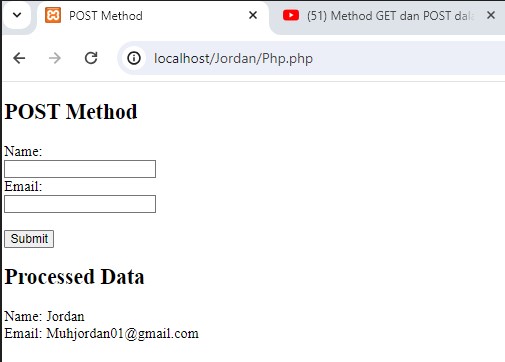 POST Method
(51) Method GET dan POST dala
localhost/Jordan/Php.php
POST Method
Name:
Email:
Submit
Processed Data
Name: Jordan
Email: Muhjordan01@gmail.com